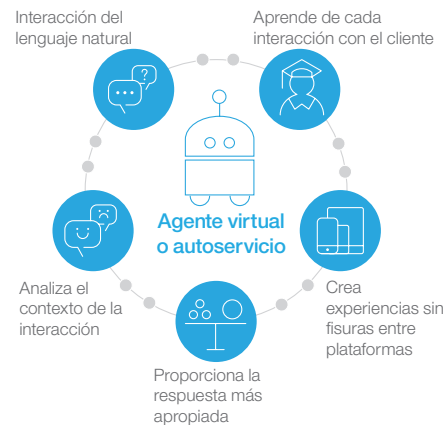 Interacción del
lenguaje natural
Aprende de cada
interacción con el cliente
?
Agente virtual
o autoservicio
Analiza el
contexto de la
interacción
Crea
experiencias sin
fisuras entre
plataformas
Proporciona la
respuesta más
apropiada